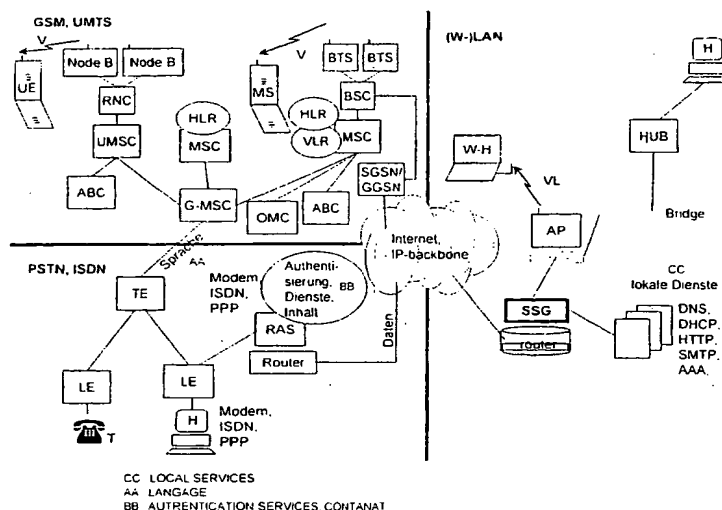 GSM, UMTS
V
Node B
Node B
UE
RNC
UMSC
ABC
HLR
MSC
G-MSC
V
MS
BTS
BTS
BSC
HLR
VLR
MSC
OMC
ABC
SGSN/
GGSN
(W-)LAN
H
HUB
W-H
VL
AP
Bridge
Internet,
IP-backbone
CC
lokale Dienste
SSG
router
DNS,
DHCP,
HTTP,
SMTP,
AAA,
PSTN, ISDN
Sprache
AA
TE
Modem,
ISDN,
PPP
Authenti-
sierung,
Dienste,
Inhalt
BB
RAS
Router
Daten
LE
LE
T
H
Modem,
ISDN,
PPP
CC LOCAL SERVICES
AA LANGAGE
BB AUTRENTICATION SERVICES, CONTANAT